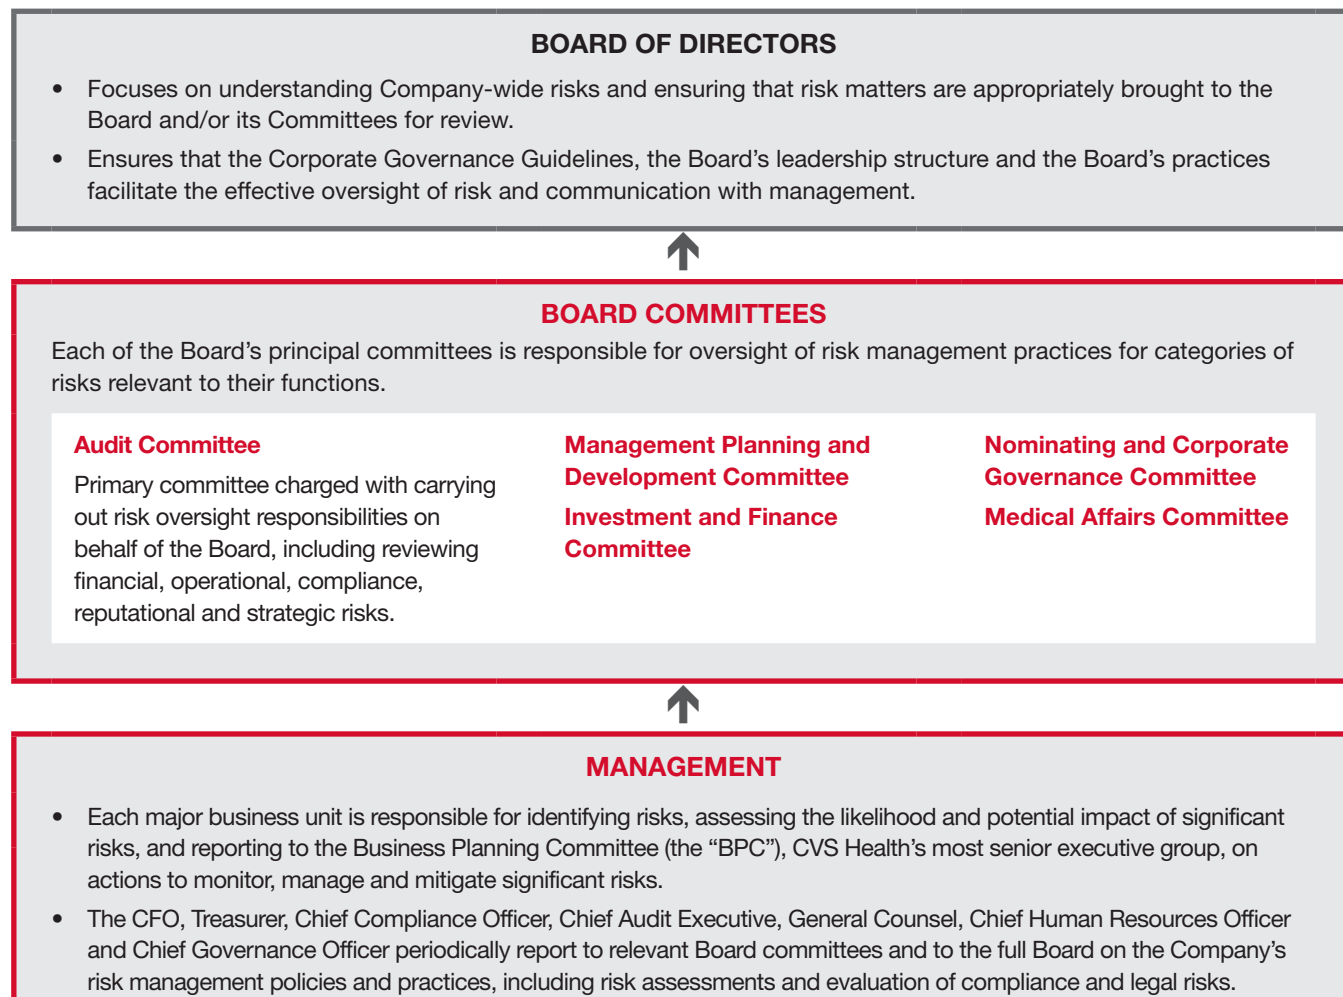 BOARD OF DIRECTORS
• Focuses on understanding Company-wide risks and ensuring that risk matters are appropriately brought to the
Board and/or its Committees for review.
• Ensures that the Corporate Governance Guidelines, the Board’s leadership structure and the Board’s practices
facilitate the effective oversight of risk and communication with management.
BOARD COMMITTEES
Each of the Board’s principal committees is responsible for oversight of risk management practices for categories of
risks relevant to their functions.
Audit Committee
Primary committee charged with carrying
out risk oversight responsibilities on
behalf of the Board, including reviewing
financial, operational, compliance,
reputational and strategic risks.
Management Planning and
Development Committee
Investment and Finance
Committee
Nominating and Corporate
Governance Committee
Medical Affairs Committee
MANAGEMENT
• Each major business unit is responsible for identifying risks, assessing the likelihood and potential impact of significant
risks, and reporting to the Business Planning Committee (the “BPC”), CVS Health’s most senior executive group, on
actions to monitor, manage and mitigate significant risks.
• The CFO, Treasurer, Chief Compliance Officer, Chief Audit Executive, General Counsel, Chief Human Resources Officer
and Chief Governance Officer periodically report to relevant Board committees and to the full Board on the Company’s
risk management policies and practices, including risk assessments and evaluation of compliance and legal risks.